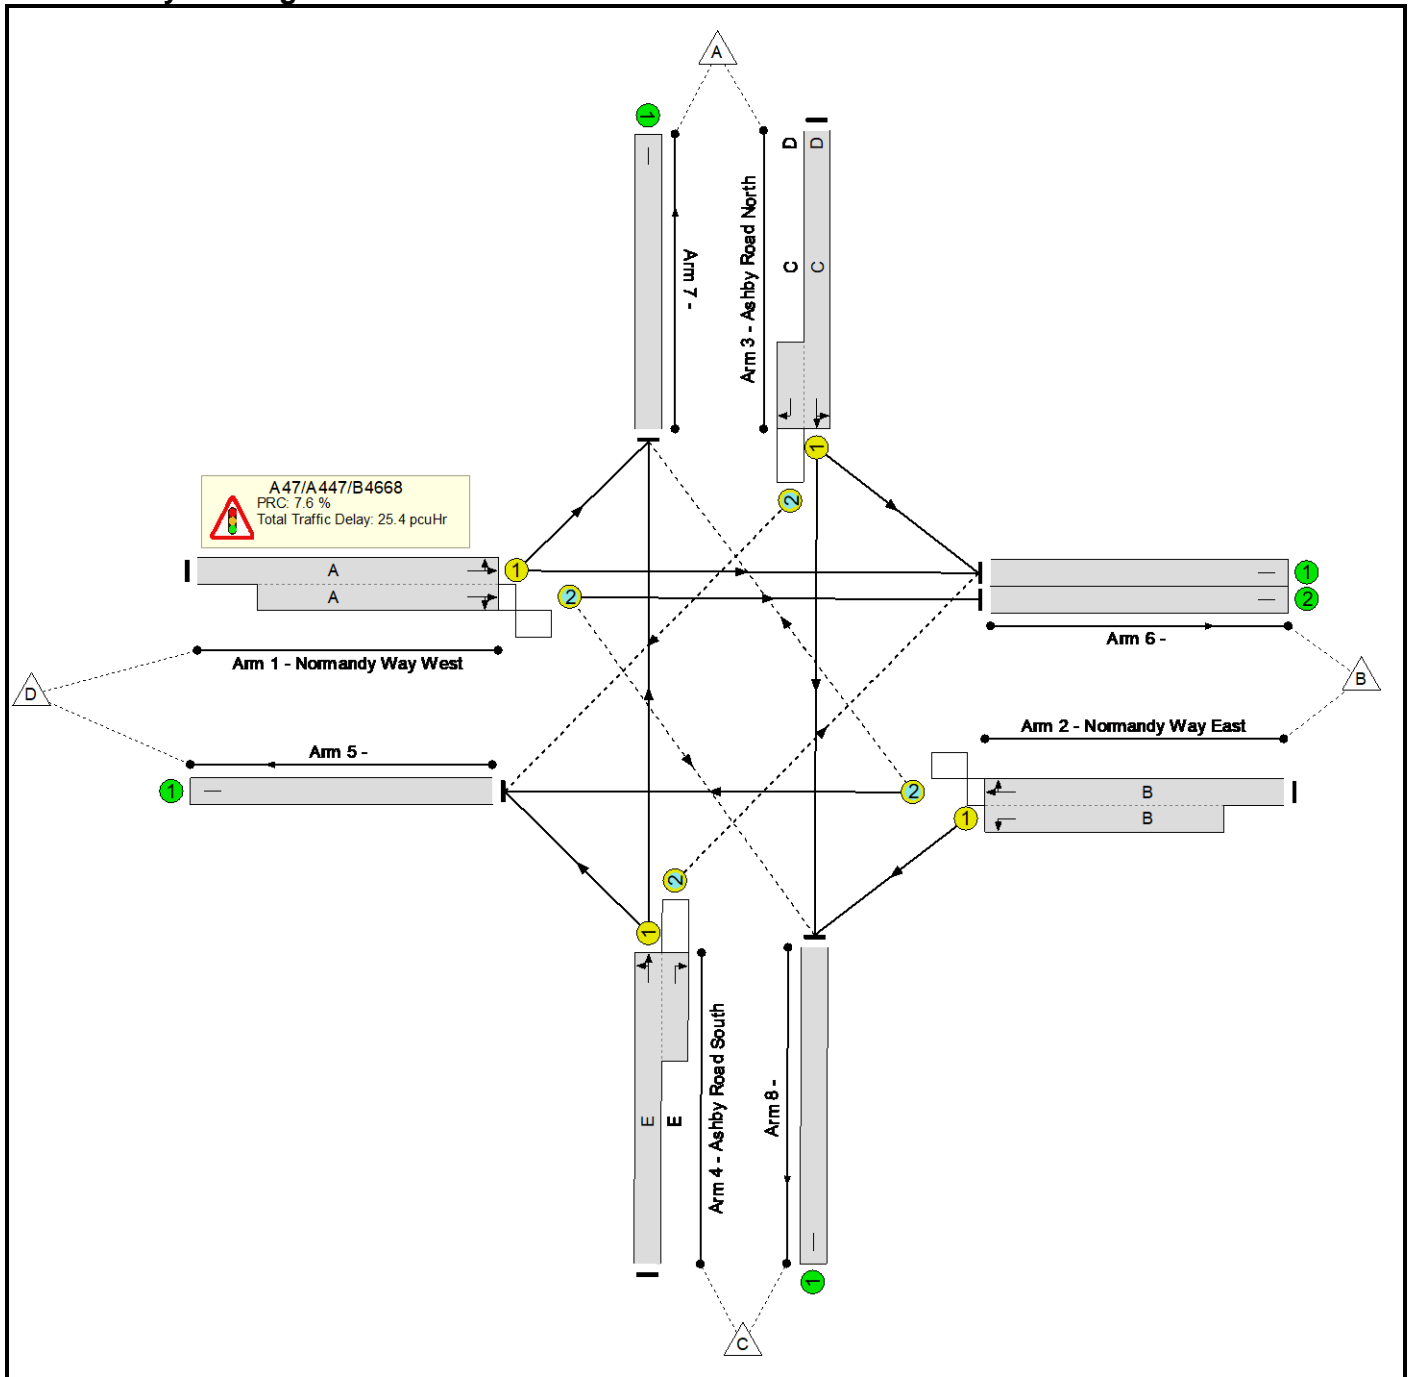 A
1
D
D
C
C
Arm 7 -
Arm 3 - Ashby Road North
1
2
A47/A447/B4668
PRC: 7.6 %
Total Traffic Delay: 25.4 pcuHr
A
A
1
2
1
2
Arm 1 - Normandy Way West
Arm 6 -
D
B
Arm 2 - Normandy Way East
Arm 5 -
1
2
1
B
B
2
1
E
E
Arm 4 - Ashby Road South
Arm 8 -
1
C